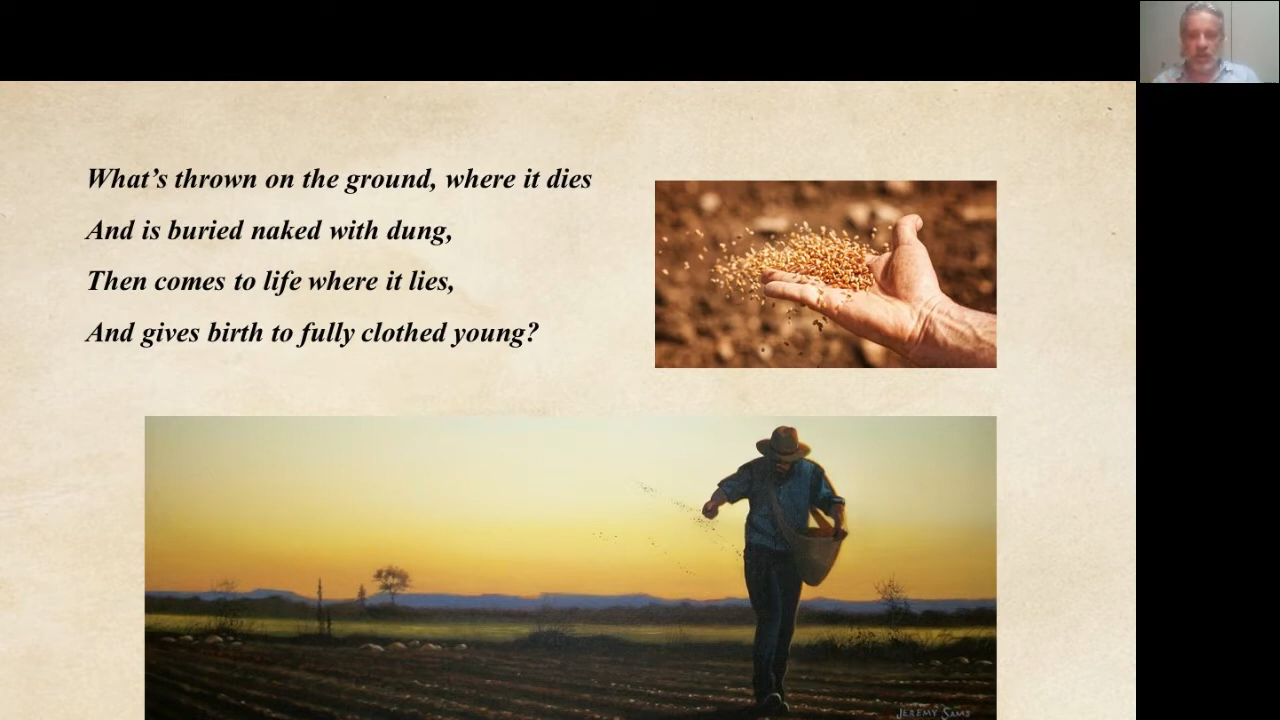 What’s thrown on the ground, where it dies
And is buried naked with dung,
Then comes to life where it lies,
And gives birth to fully clothed young?
JEREMY SAMS